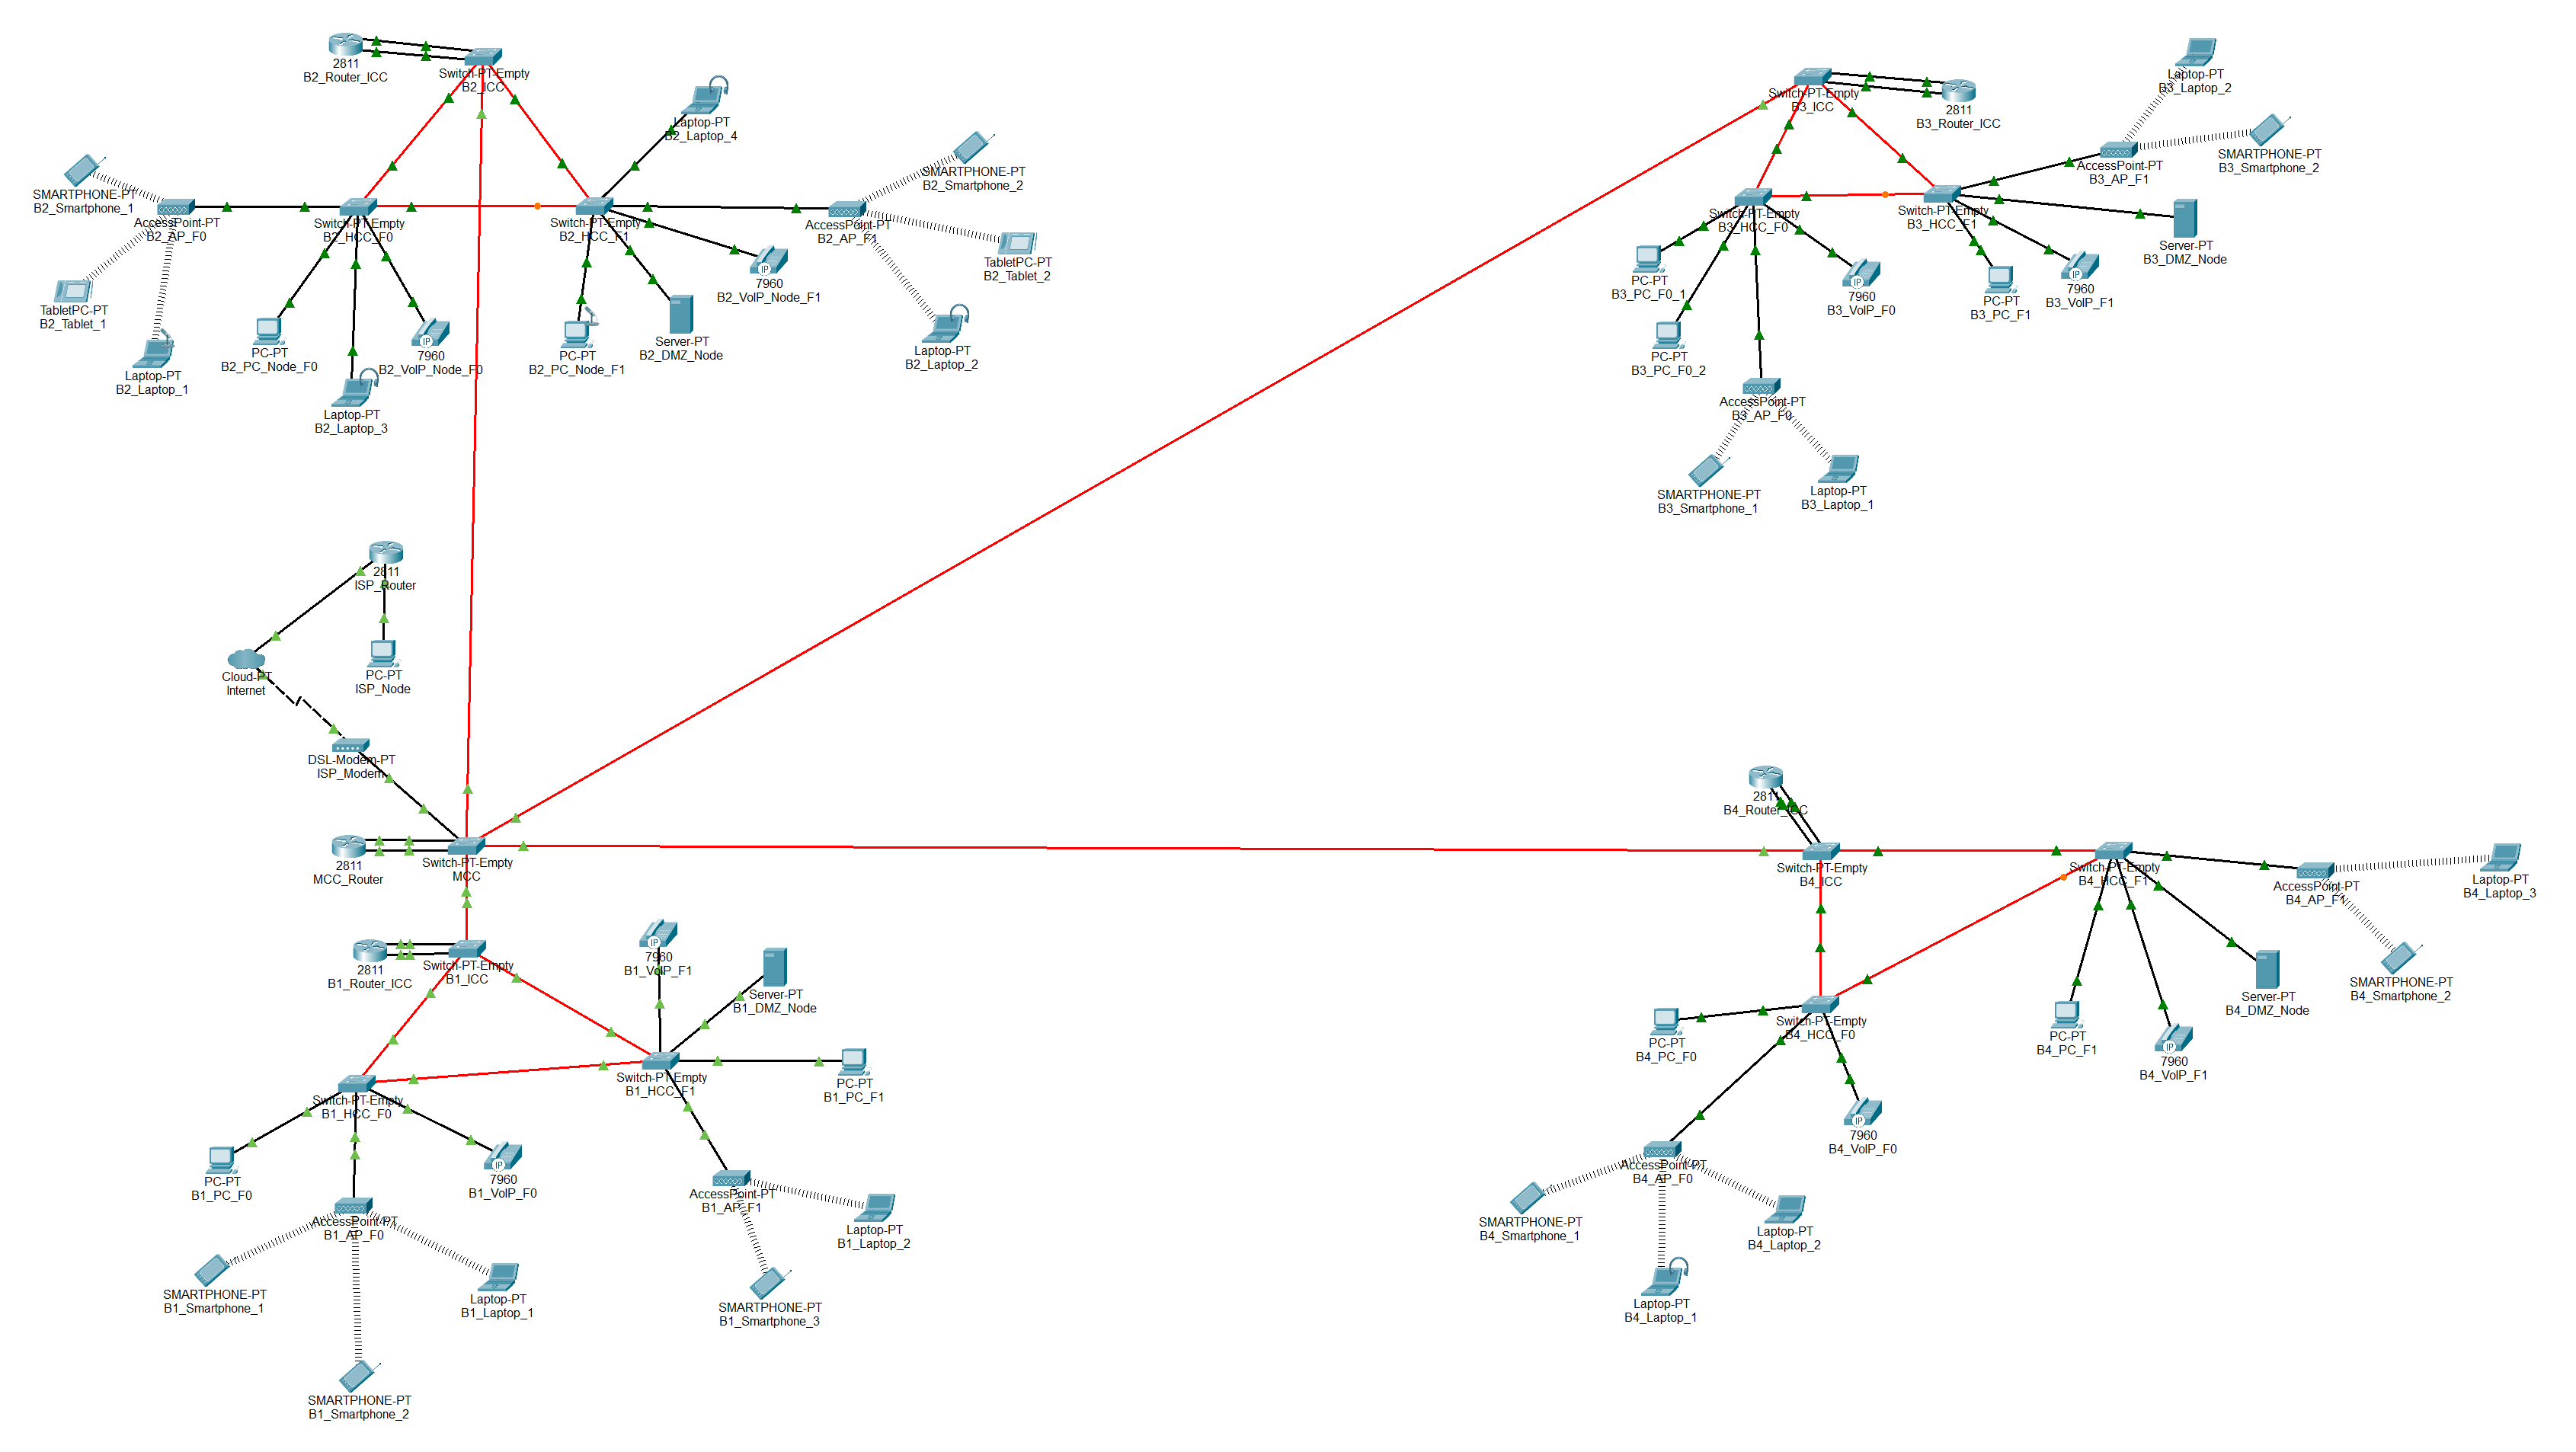 2811
B2_Router_ICC
Switch-PT-Empty
B2_ICC
Laptop-PT
B2_Laptop_4
SMARTPHONE-PT
B2_Smartphone_1
AccessPoint-PT
B2_AP_F0
Switch-PT-Empty
B2_HCC_F0
Switch-PT-Empty
B2_HCC_F1
SMARTPHONE-PT
B2_Smartphone_2
AccessPoint-PT
B2_AP_F1
TabletPC-PT
B2_Tablet_2
TabletPC-PT
B2_Tablet_1
IP
7960
B2_VoIP_Node_F1
Laptop-PT
B2_Laptop_1
PC-PT
B2_PC_Node_F0
IP
7960
B2_VoIP_Node_F0
PC-PT
B2_PC_Node_F1
Server-PT
B2_DMZ_Node
Laptop-PT
B2_Laptop_2
Laptop-PT
B2_Laptop_3
Switch-PT-Empty
B3_ICC
2811
B3_Router_ICC
Laptop-PT
B3_Laptop_2
AccessPoint-PT
B3_AP_F1
SMARTPHONE-PT
B3_Smartphone_2
Switch-PT-Empty
B3_HCC_F0
Switch-PT-Empty
B3_HCC_F1
Server-PT
B3_DMZ_Node
PC-PT
B3_PC_F0_1
IP
7960
B3_VoIP_F0
PC-PT
B3_PC_F1
IP
7960
B3_VoIP_F1
PC-PT
B3_PC_F0_2
AccessPoint-PT
B3_AP_F0
SMARTPHONE-PT
B3_Smartphone_1
Laptop-PT
B3_Laptop_1
2811
ISP_Router
Cloud-PT
Internet
PC-PT
ISP_Node
DSL-Modem-PT
ISP_Modem
2811
MCC_Router
Switch-PT-Empty
MCC
2811
B1_Router_ICC
Switch-PT-Empty
B1_ICC
IP
7960
B1_VoIP_F1
Server-PT
B1_DMZ_Node
Switch-PT-Empty
B1_HCC_F0
Switch-PT-Empty
B1_HCC_F1
PC-PT
B1_PC_F1
PC-PT
B1_PC_F0
IP
7960
B1_VoIP_F0
AccessPoint-PT
B1_AP_F0
AccessPoint-PT
B1_AP_F1
Laptop-PT
B1_Laptop_2
SMARTPHONE-PT
B1_Smartphone_1
Laptop-PT
B1_Laptop_1
SMARTPHONE-PT
B1_Smartphone_3
SMARTPHONE-PT
B1_Smartphone_2
2811
B4_Router_ICC
Switch-PT-Empty
B4_ICC
Switch-PT-Empty
B4_HCC_F1
AccessPoint-PT
B4_AP_F1
Laptop-PT
B4_Laptop_3
SMARTPHONE-PT
B4_Smartphone_2
Server-PT
B4_DMZ_Node
PC-PT
B4_PC_F0
Switch-PT-Empty
B4_HCC_F0
PC-PT
B4_PC_F1
IP
7960
B4_VoIP_F1
IP
7960
B4_VoIP_F0
AccessPoint-PT
B4_AP_F0
SMARTPHONE-PT
B4_Smartphone_1
Laptop-PT
B4_Laptop_2
Laptop-PT
B4_Laptop_1